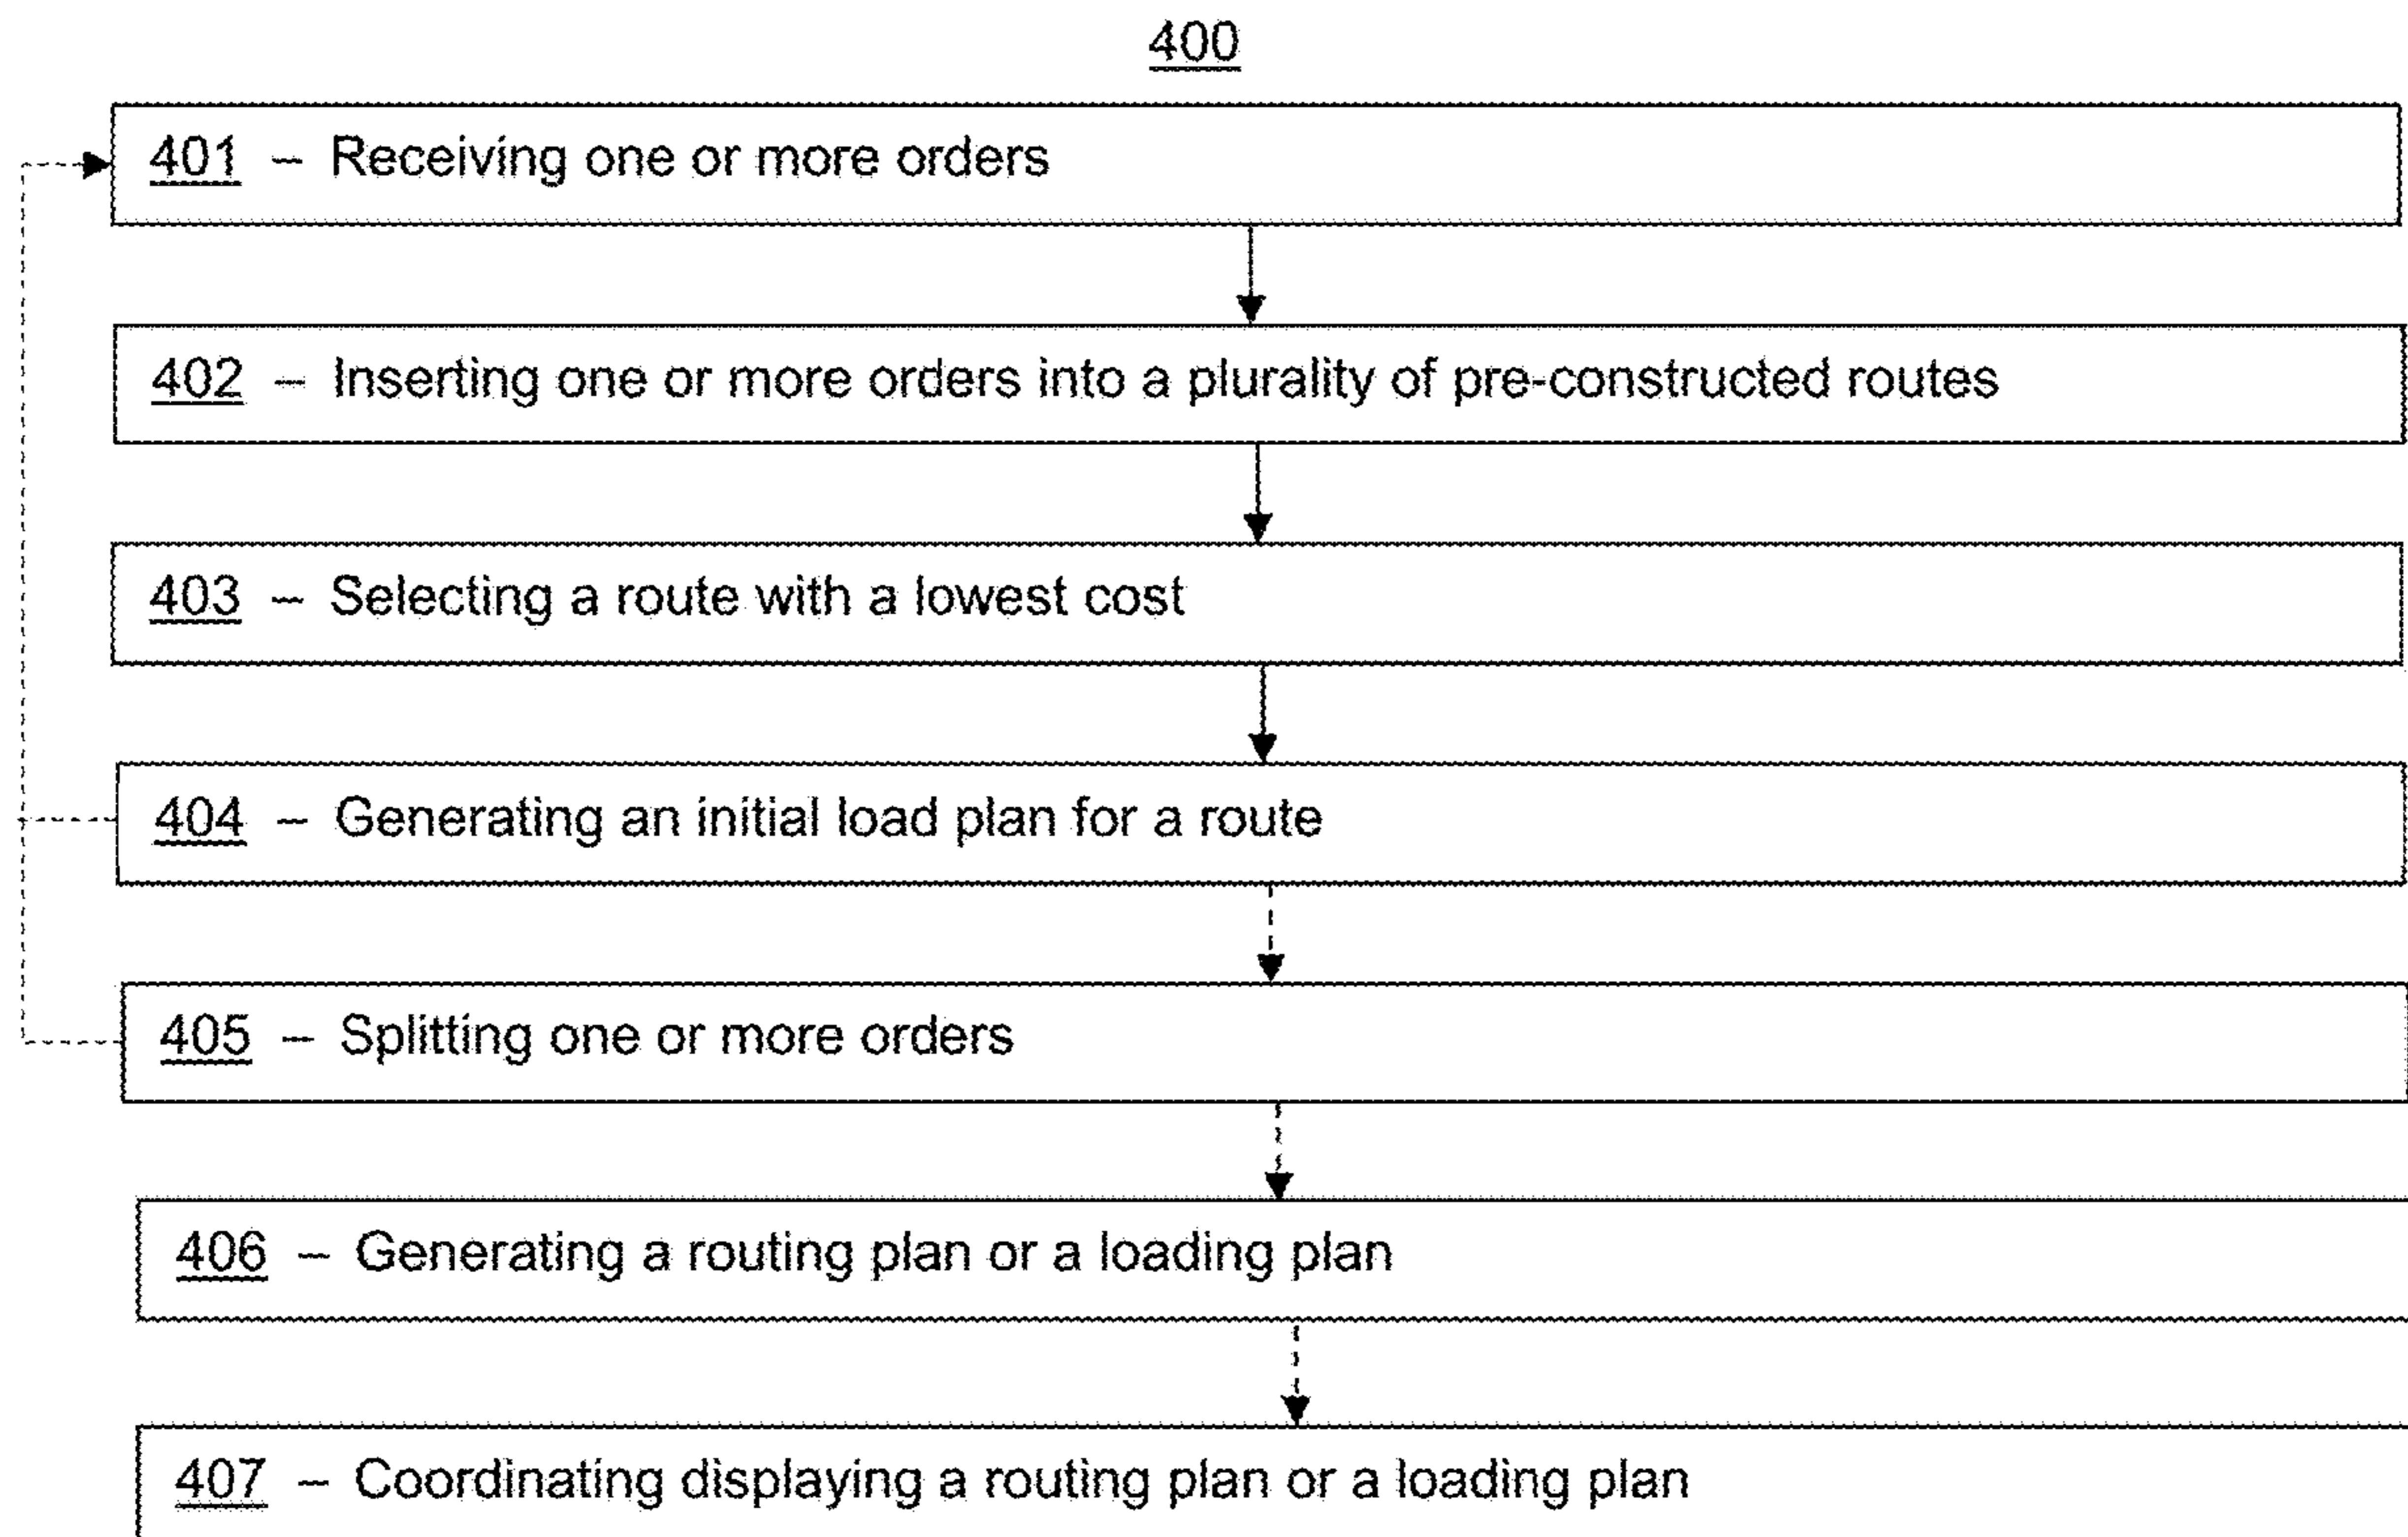 400
401 – Receiving one or more orders
402 – Inserting one or more orders into a plurality of pre-constructed routes
403 – Selecting a route with a lowest cost
404 – Generating an initial load plan for a route
405 – Splitting one or more orders
406 – Generating a routing plan or a loading plan
407 – Coordinating displaying a routing plan or a loading plan